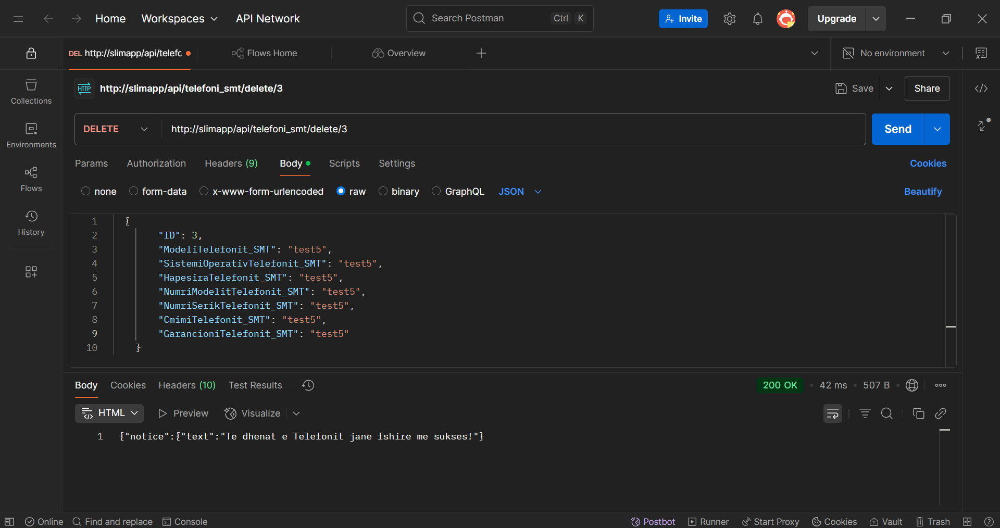 Home Workspaces API Network Search Postman Ctrl K Invite Upgrade
DEL http://slimapp/api/telefc Flows Home Overview No environment
HTTP http://slimapp/api/telefoni_smt/delete/3 Save Share
Collections
DELETE http://slimapp/api/telefoni_smt/delete/3 Send
Environments
Params Authorization Headers (9) Body Scripts Settings Cookies
Flows
none form-data x-www-form-urlencoded raw binary GraphQL JSON Beautify
History
1 {
2 "ID": 3,
3 "ModeliTelefonit_SMT": "test5",
4 "SistemiOperativTelefonit_SMT": "test5",
5 "HapesiraTelefonit_SMT": "test5",
6 "NumriModelitTelefonit_SMT": "test5",
7 "NumriSerikTelefonit_SMT": "test5",
8 "CmimiTelefonit_SMT": "test5",
9 "GarancioniTelefonit_SMT": "test5"
10 }
Body Cookies Headers (10) Test Results 200 OK • 42 ms • 507 B
HTML Preview Visualize
1 {"notice":{"text":"Te dhenat e Telefonit jane fshire me sukses!"}
Online Find and replace Console Postbot Runner Start Proxy Cookies Vault Trash